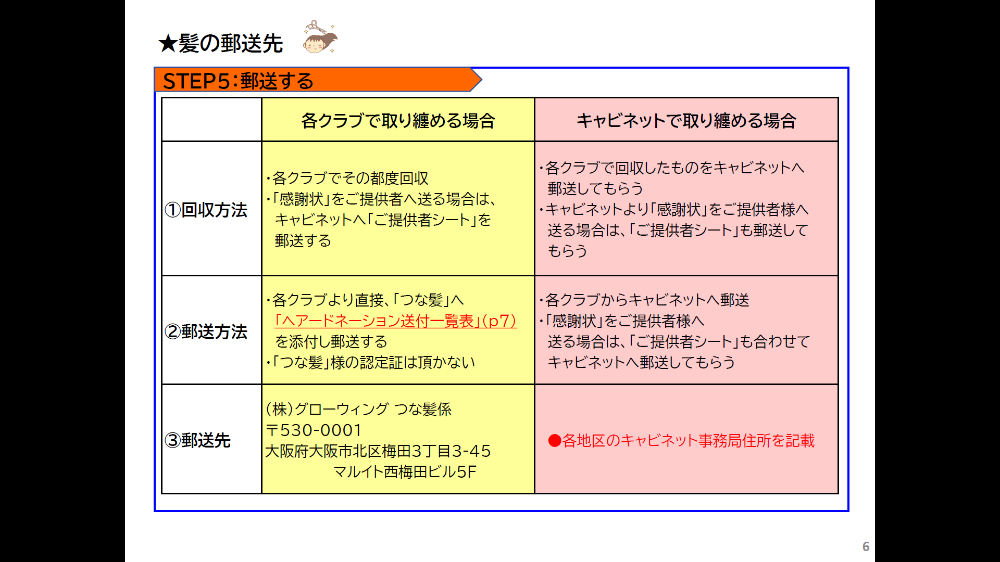 ★髪の郵送先
STEP5：郵送する
各クラブで取り纏める場合
キャビネットで取り纏める場合
①回収方法
・各クラブでその都度回収
・「感謝状」をご提供者へ送る場合は、
キャビネットへ「ご提供者シート」を
郵送する
・各クラブで回収したものをキャビネットへ
郵送してもらう
・キャビネットより「感謝状」をご提供者様へ
送る場合は、「ご提供者シート」も郵送して
もらう
②郵送方法
・各クラブより直接、「つな髪」へ
「ヘアードネーション送付一覧表」（p7）
を添付し郵送する
・「つな髪」様の認定証は頂かない
・各クラブからキャビネットへ郵送
・「感謝状」をご提供者様へ
送る場合は、「ご提供者シート」も合わせて
キャビネットへ郵送してもらう
③郵送先
（株）グローウィング つな髪係
〒530-0001
大阪府大阪市北区梅田3丁目3-45
マルイト西梅田ビル5F
●各地区のキャビネット事務局住所を記載
6